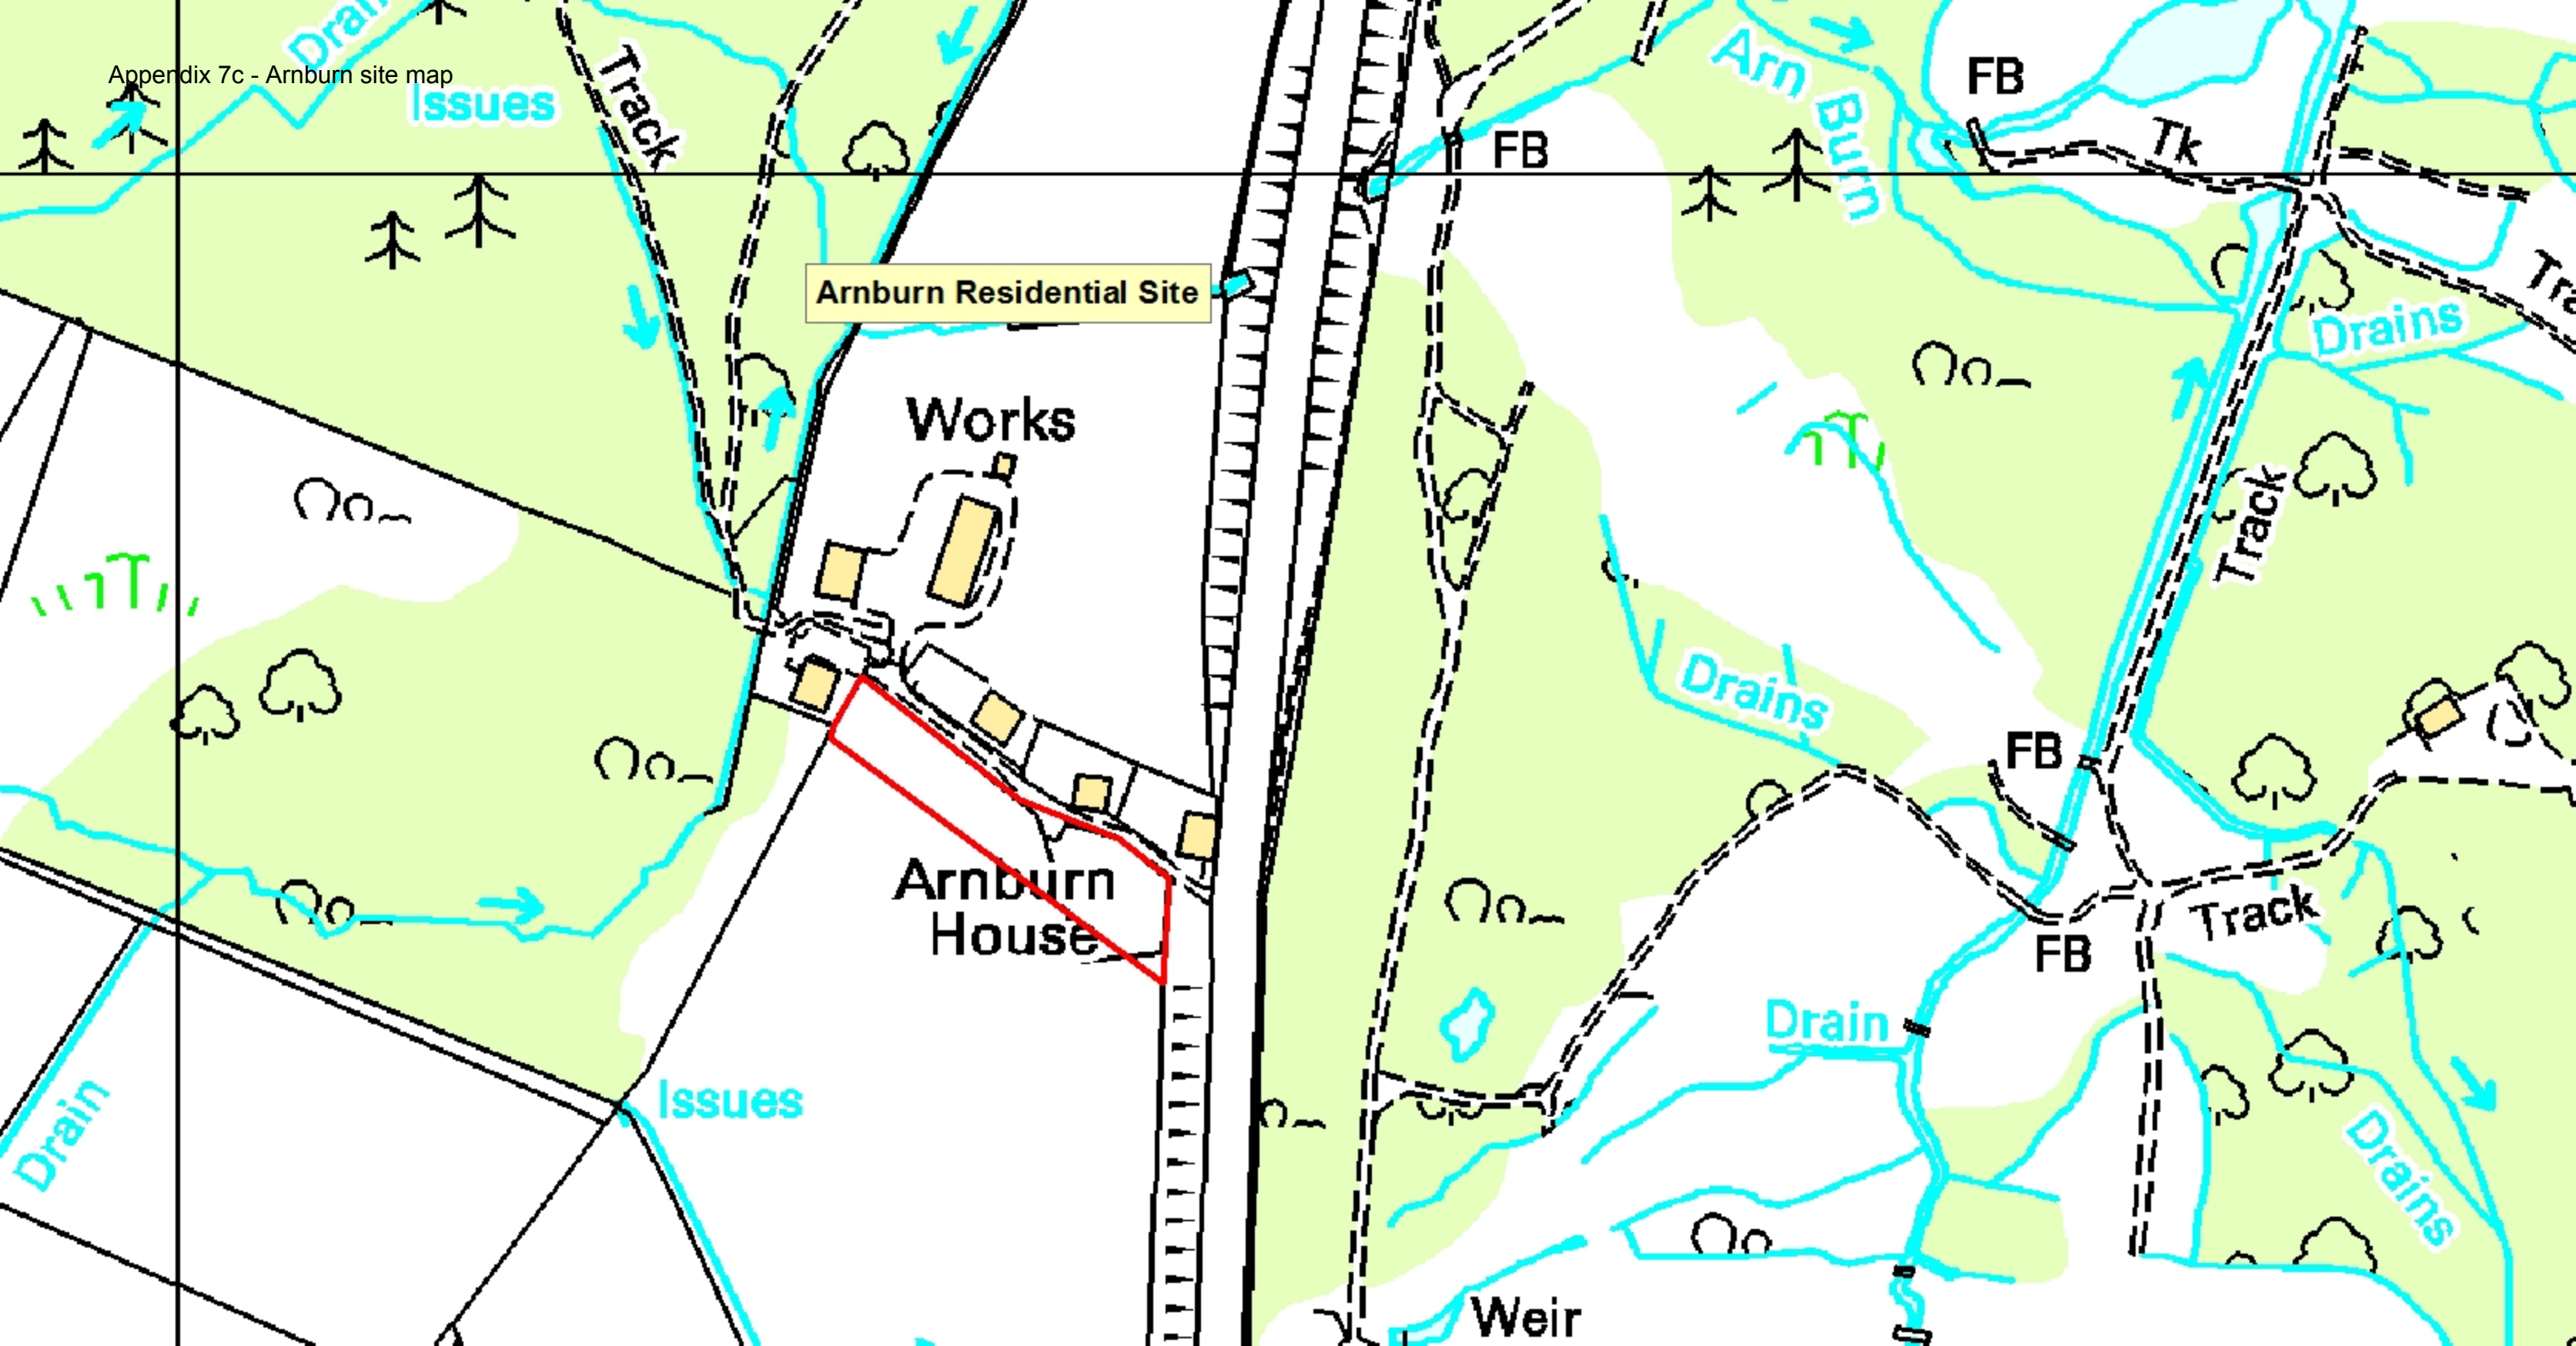 Drain
Appendix 7c - Arnburn site map
Issues
Track
Arn
Burn
FB
FB
Tk
Arnburn Residential Site
Drains
Works
Track
Drains
FB
Arnburn
House
Track
FB
Drain
Issues
Drain
Drains
Weir